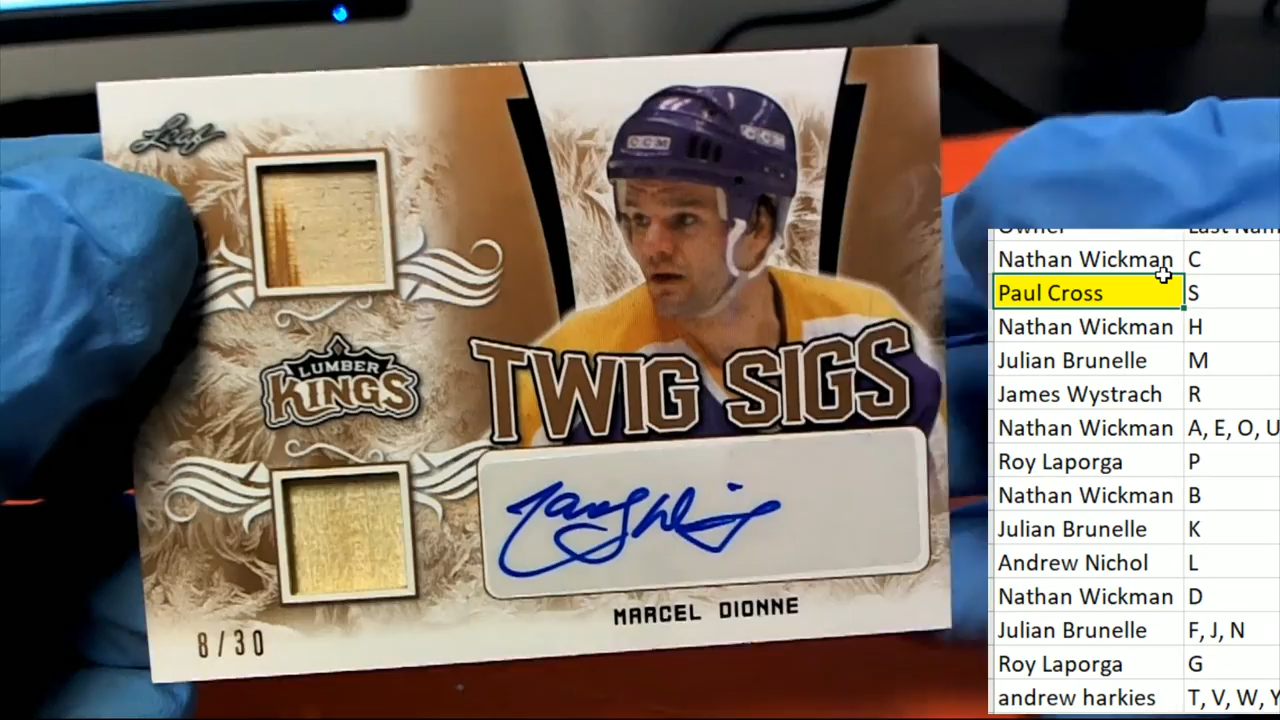 Leaf
CCM
CCM
LUMBER
KINGS
TWIG SIGS
MARCEL DIONNE
8/30
Owner
Nathan Wickman C
Paul Cross S
Nathan Wickman H
Julian Brunelle M
James Wystrach R
Nathan Wickman A, E, O, U
Roy Laporga P
Nathan Wickman B
Julian Brunelle K
Andrew Nichol L
Nathan Wickman D
Julian Brunelle F, J, N
Roy Laporga G
andrew harkies T, V, W, Y